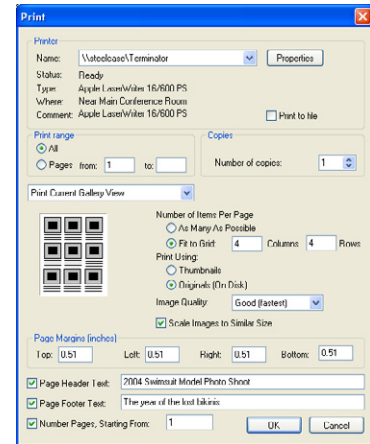 Print
Printer
Name: \\steelcase\Terminator Properties
Status: Ready
Type: Apple LaserWriter 16/600 PS
Where: Near Main Conference Room
Comment: Apple LaserWriter 16/600 PS Print to file
Print range
All
Pages from: 1 to:
Copies
Number of copies: 1
Print Current Gallery View
Number of Items Per Page
As Many As Possible
Fit to Grid: 4 Columns 4 Rows
Print Using:
Thumbnails
Originals (On Disk)
Image Quality: Good (fastest)
Scale Images to Similar Size
Page Margins (inches)
Top: 0.51 Left: 0.51 Right: 0.51 Bottom: 0.51
Page Header Text: 2004 Swimsuit Model Photo Shoot
Page Footer Text: The year of the lost bikinis
Number Pages, Starting From: 1
OK Cancel